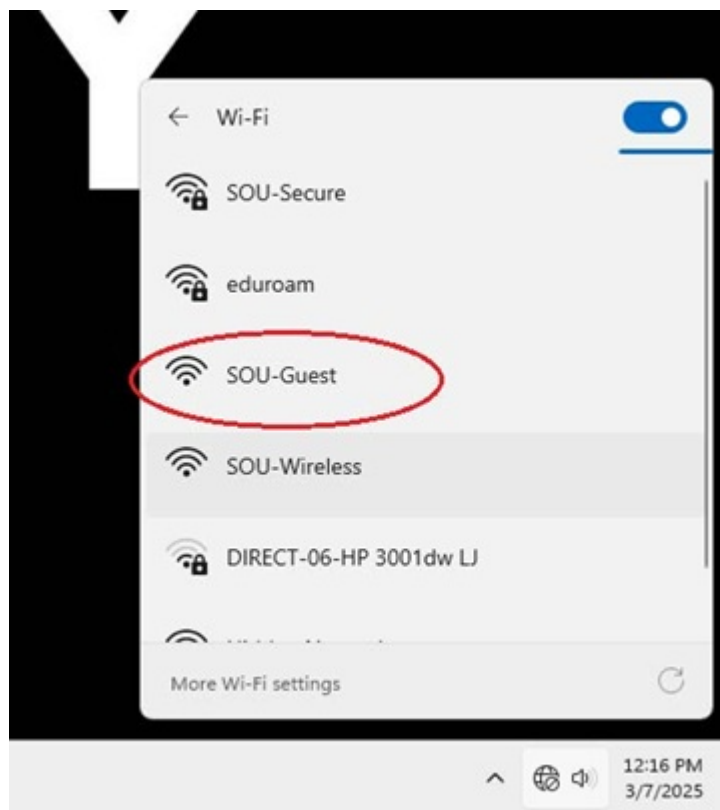 Y
Wi-Fi
SOU-Secure
eduroam
SOU-Guest
SOU-Wireless
DIRECT-06-HP 3001dw LJ
More Wi-Fi settings
12:16 PM
3/7/2025